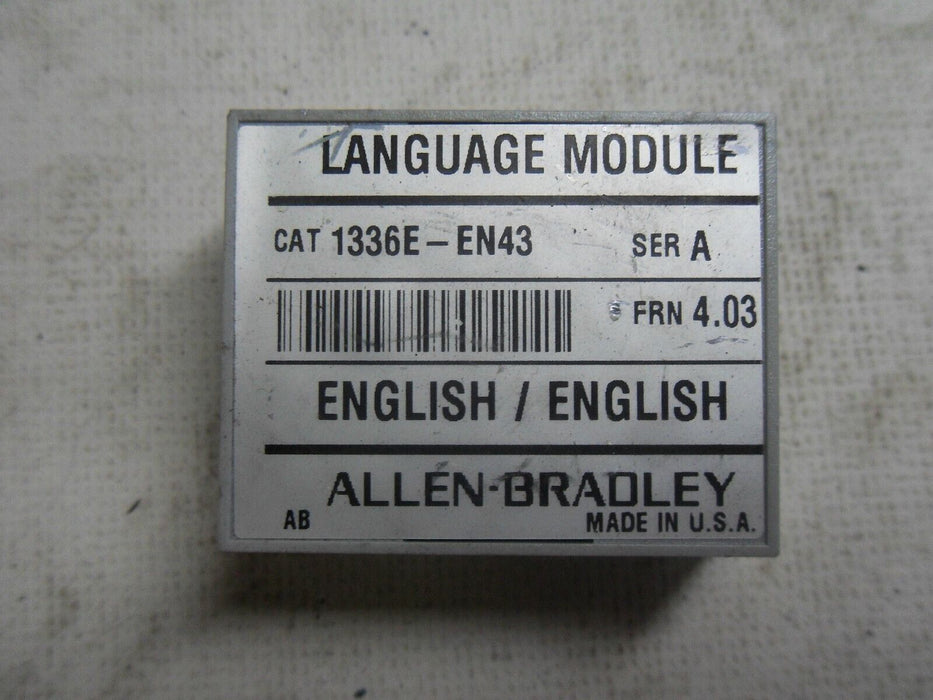 LANGUAGE MODULE
CAT 1336E-EN43 SER A
FRN 4.03
ENGLISH / ENGLISH
ALLEN-BRADLEY
AB MADE IN U.S.A.